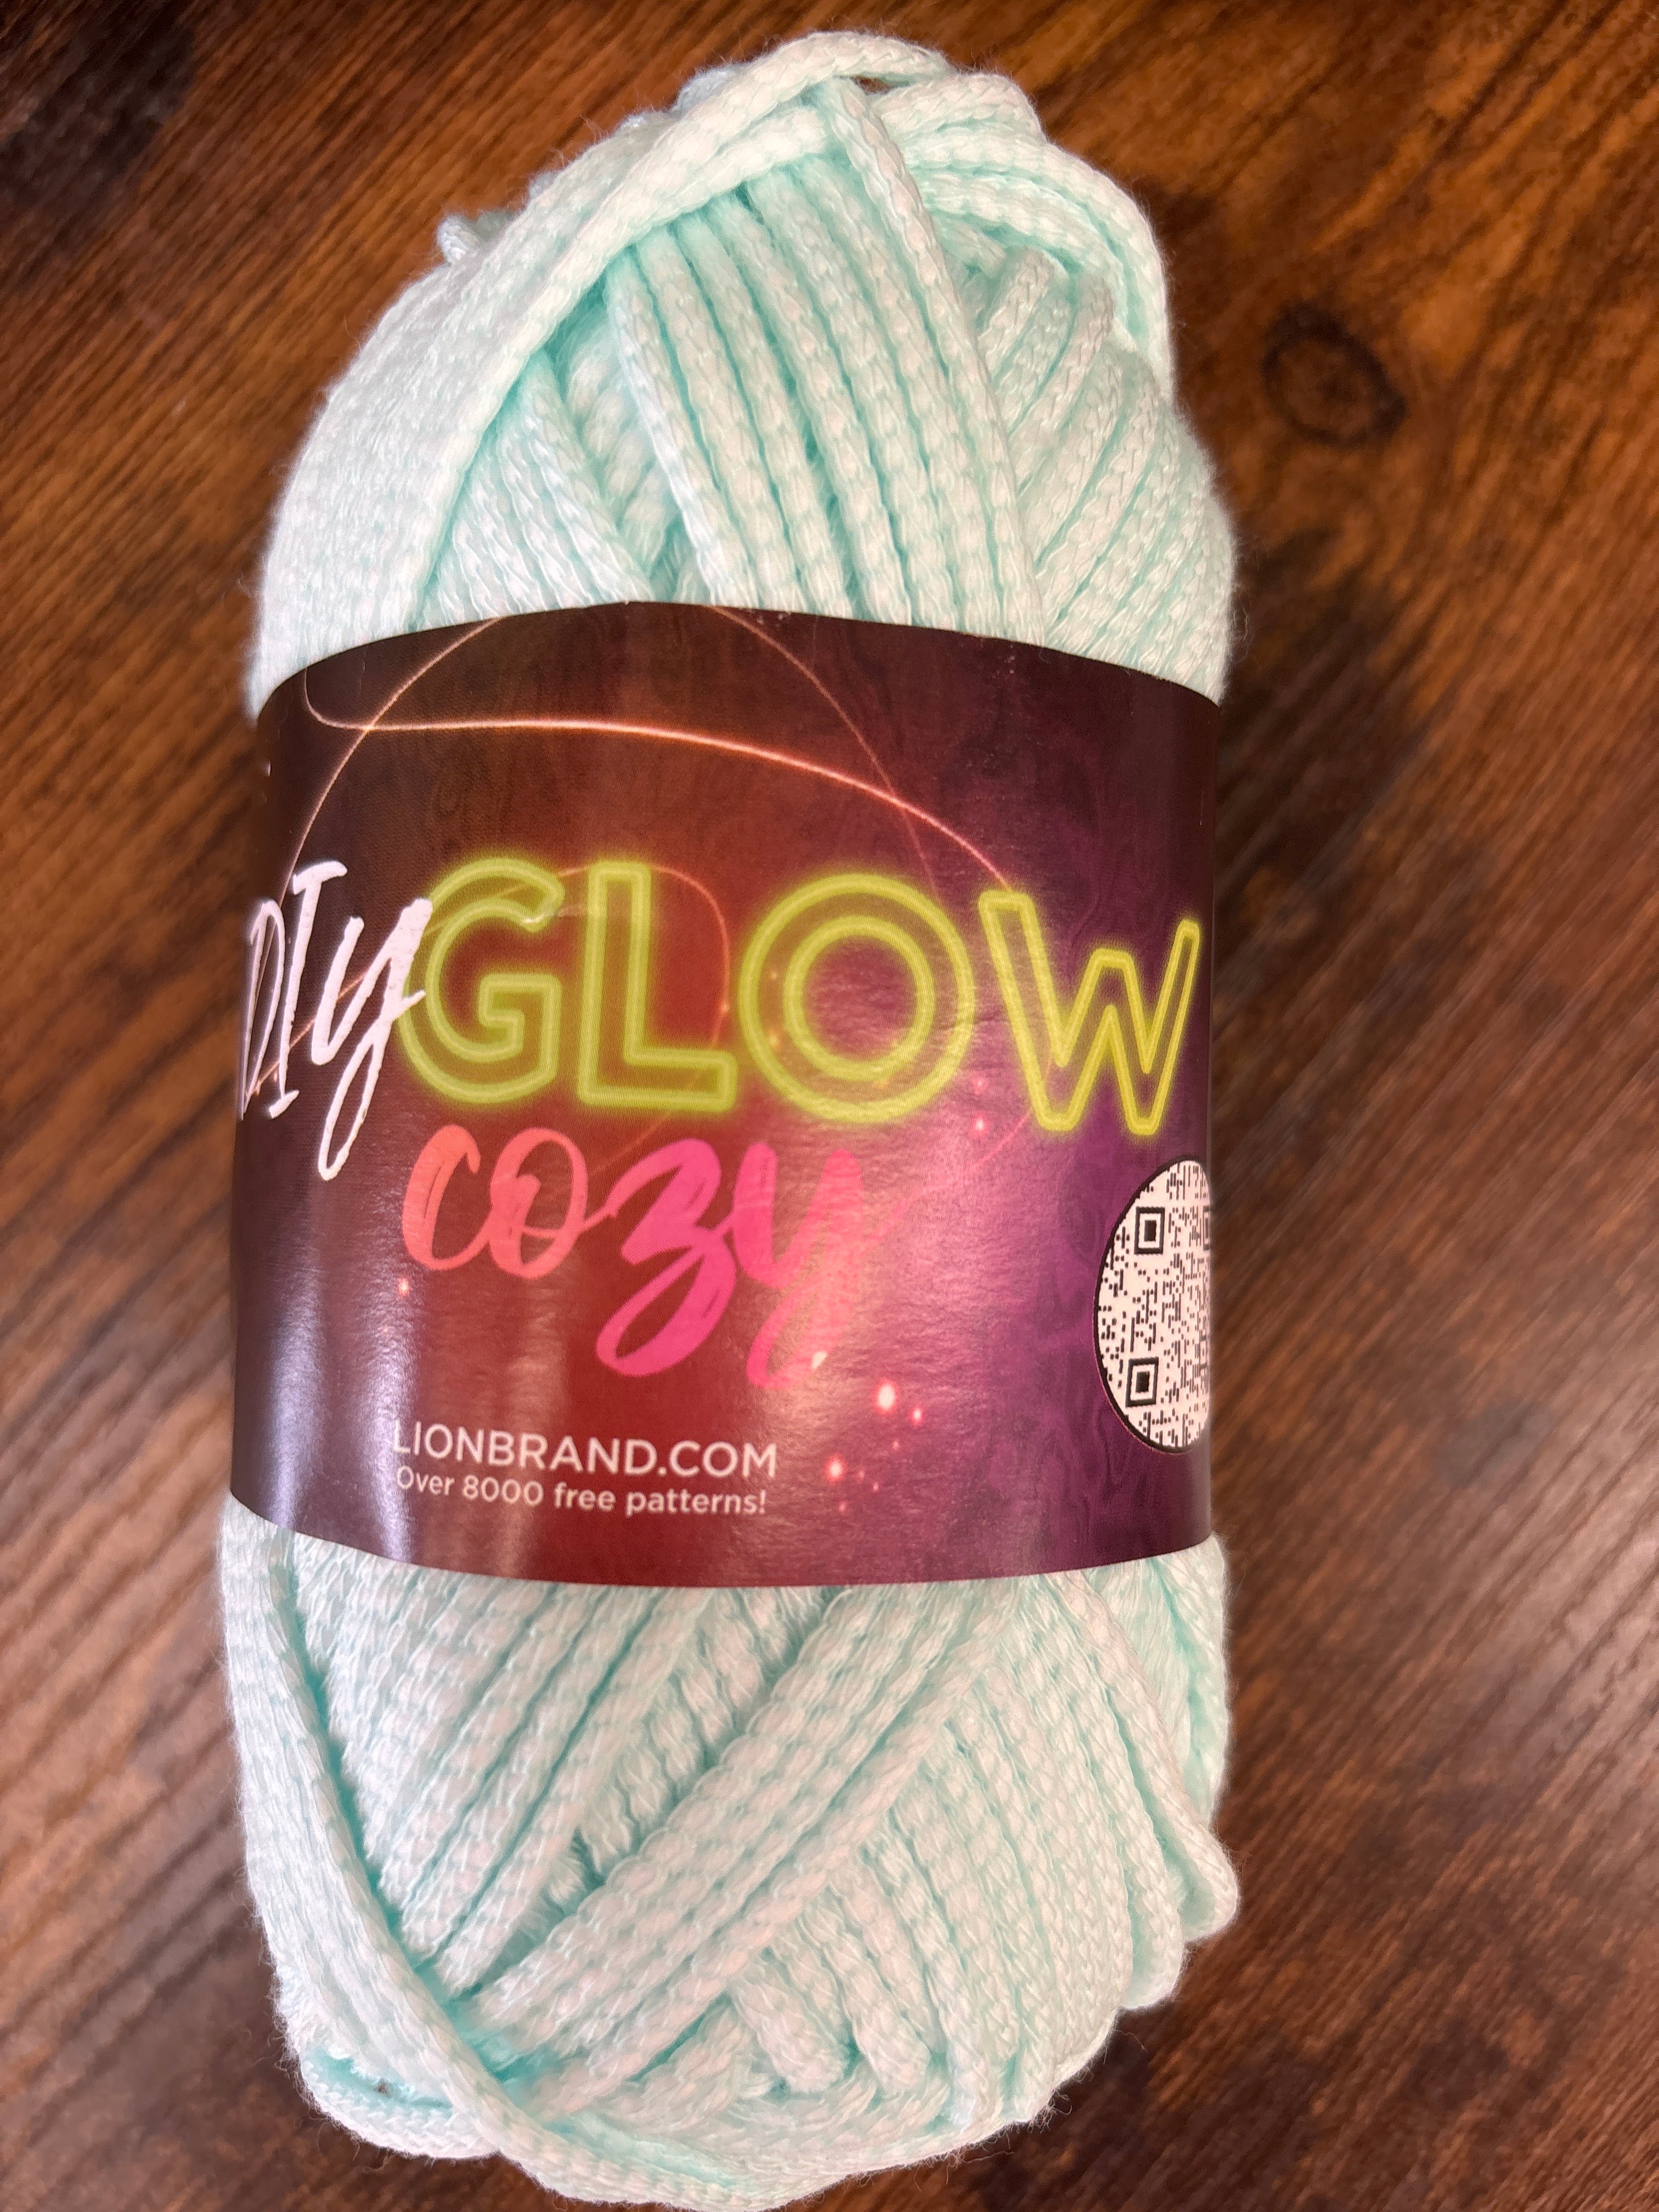 DIY GLOW
cozy
LIONBRAND.COM
Over 8000 free patterns!